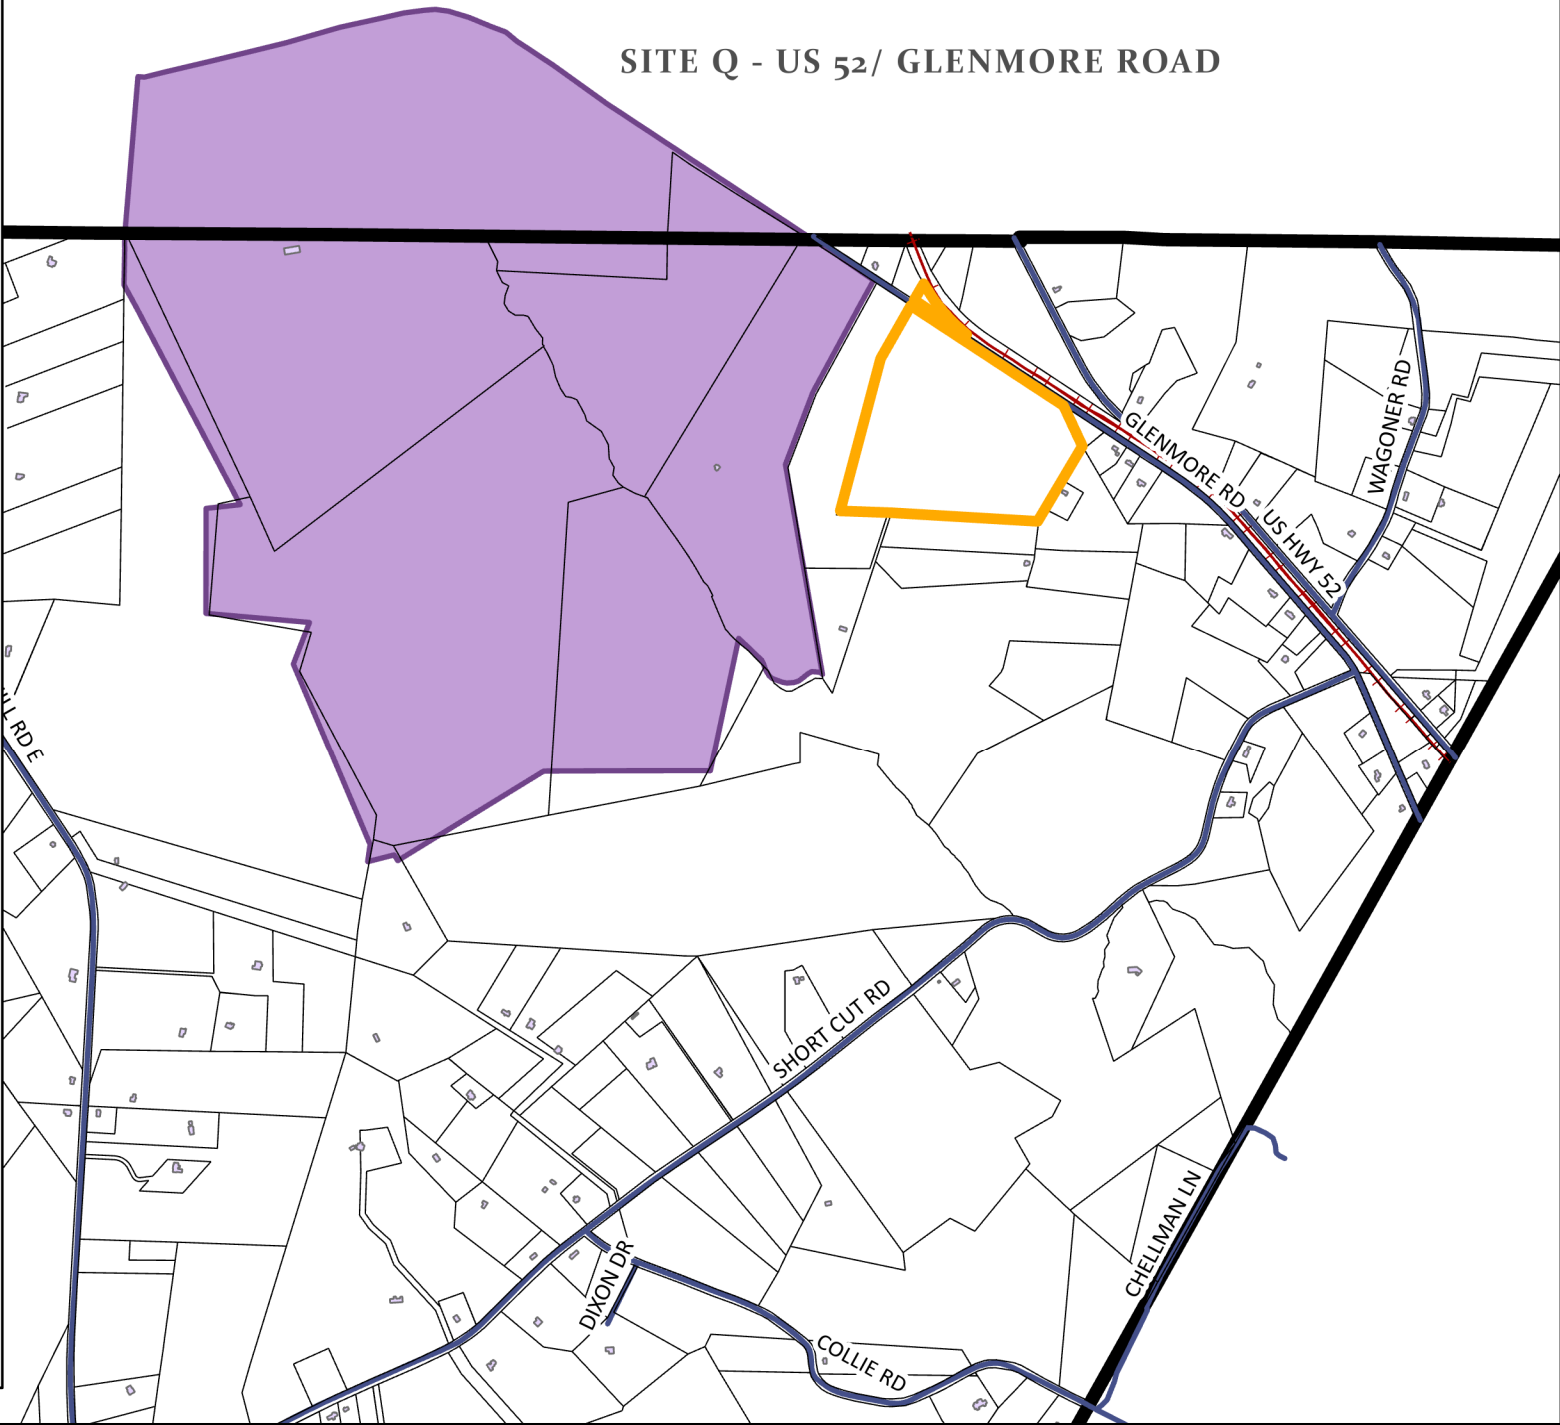 SITE Q - US 52/ GLENMORE ROAD
WAGONER RD
GLENMORE RD
US HWY 52
LL RD E
SHORT CUT RD
CHELLMAN LN
DIXON DR
COLLIE RD